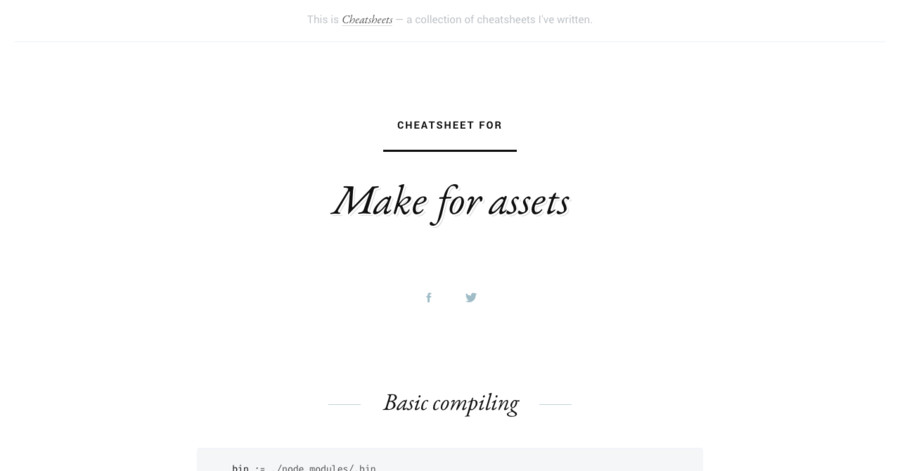 This is Cheatsheets — a collection of cheatsheets I've written.
CHEATSHEET FOR
Make for assets
Basic compiling
bin := ./node_modules/.bin